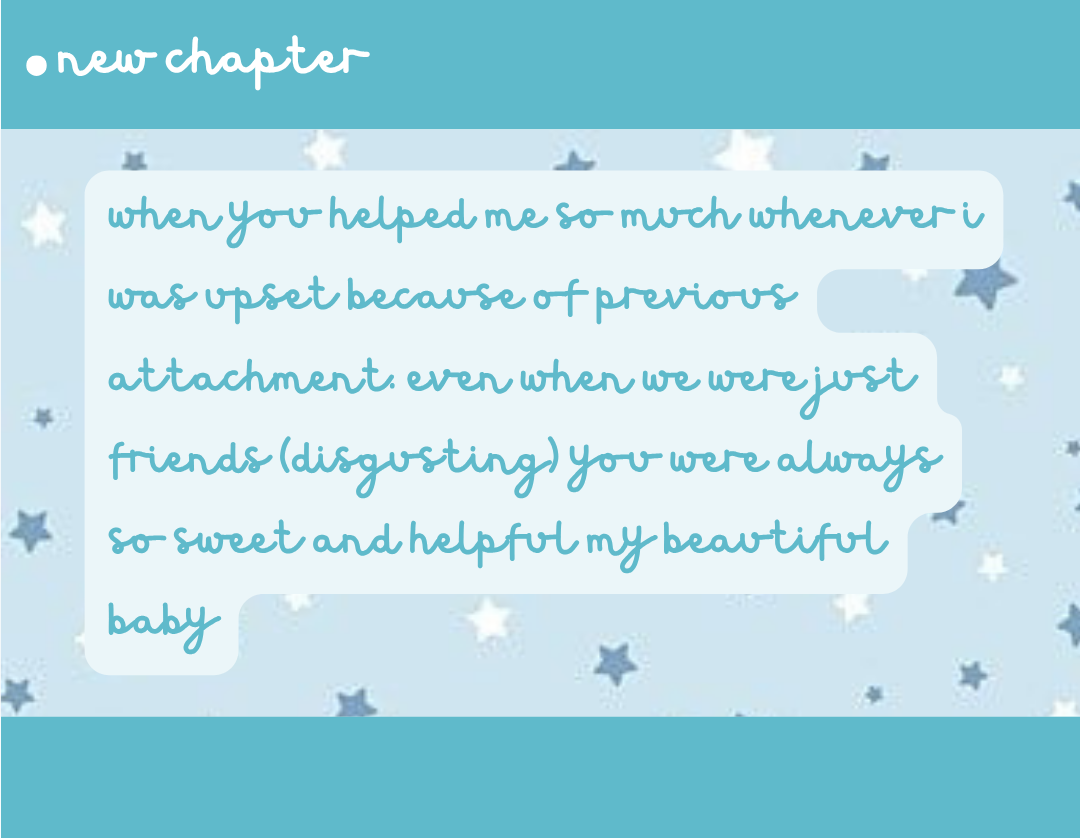 • new chapter
when you helped me so much whenever i
was upset because of previous
attachment. even when we were just
friends (disgusting) you were always
so sweet and helpful my beautiful
baby